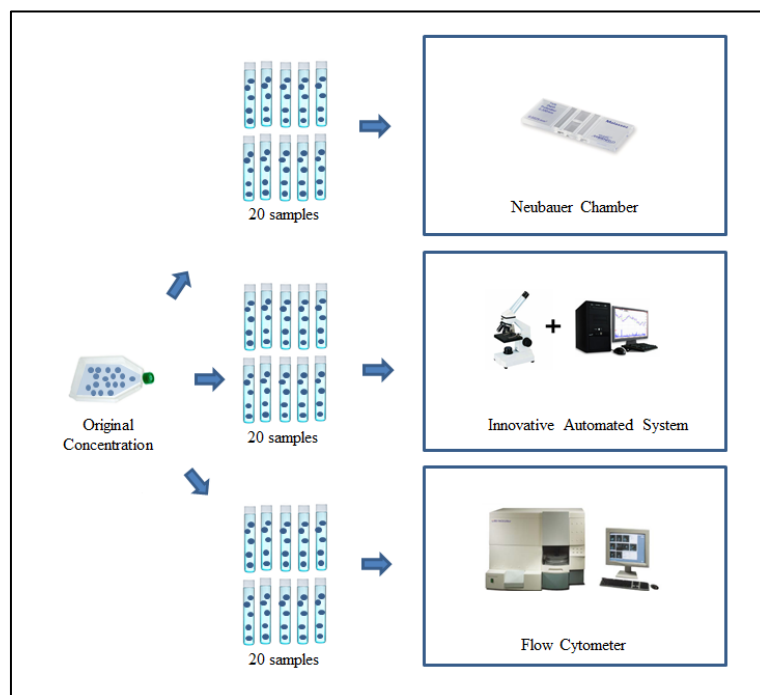 20 samples
Neubauer Chamber
Original
Concentration
20 samples
Innovative Automated System
20 samples
Flow Cytometer